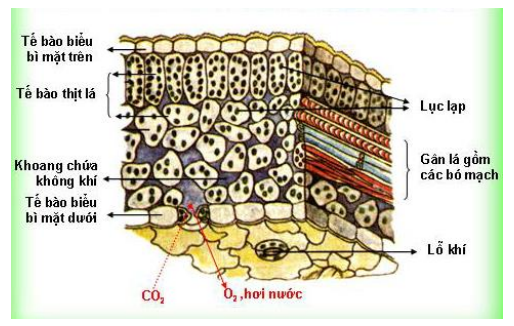 Tế bào biểu
bì mặt trên
Tế bào thịt lá
Khoang chứa
không khí
Tế bào biểu
bì mặt dưới
CO₂
O₂ ,hơi nước
Lục lạp
Gân lá gồm
các bó mạch
Lỗ khí